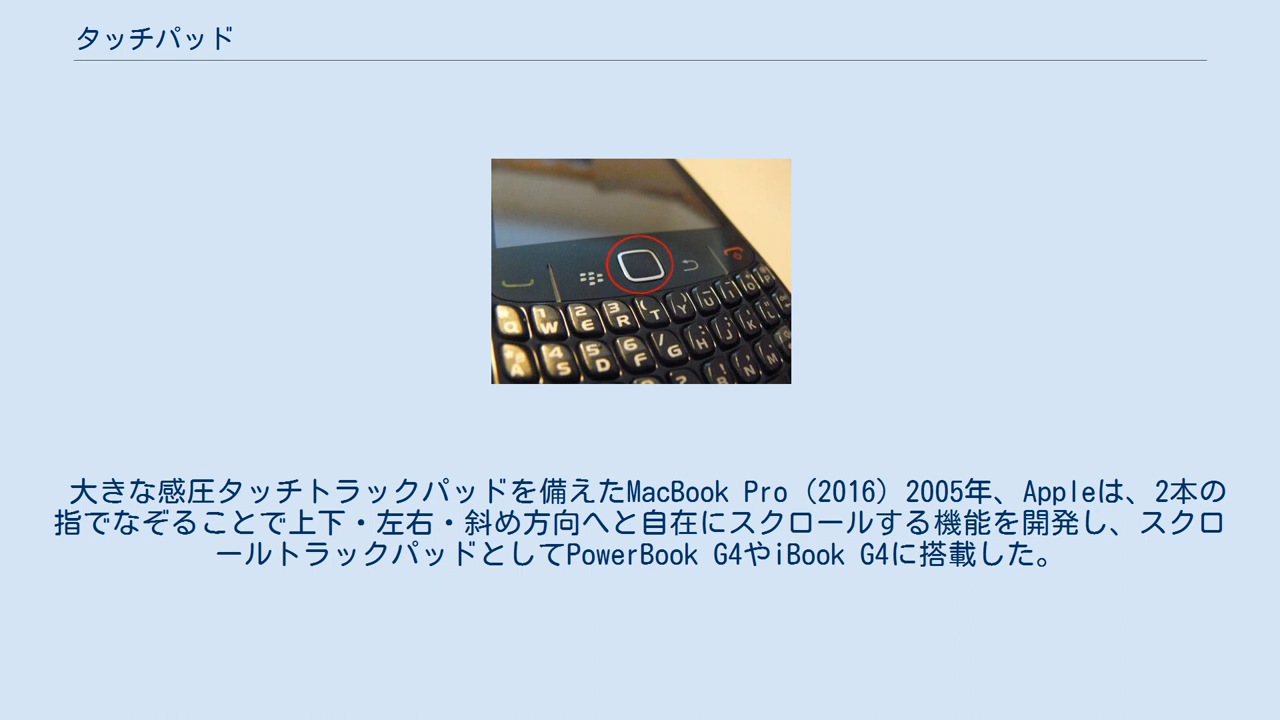 タッチパッド
1 2 3 ( ) _ - + @
W E R T Y U I O P
4 5 6 / : ; ' "
A S D F G H J K L
? ! , .
B N M
大きな感圧タッチトラックパッドを備えたMacBook Pro（2016）2005年、Appleは、2本の
指でなぞることで上下・左右・斜め方向へと自在にスクロールする機能を開発し、スクロ
ールトラックパッドとしてPowerBook G4やiBook G4に搭載した。